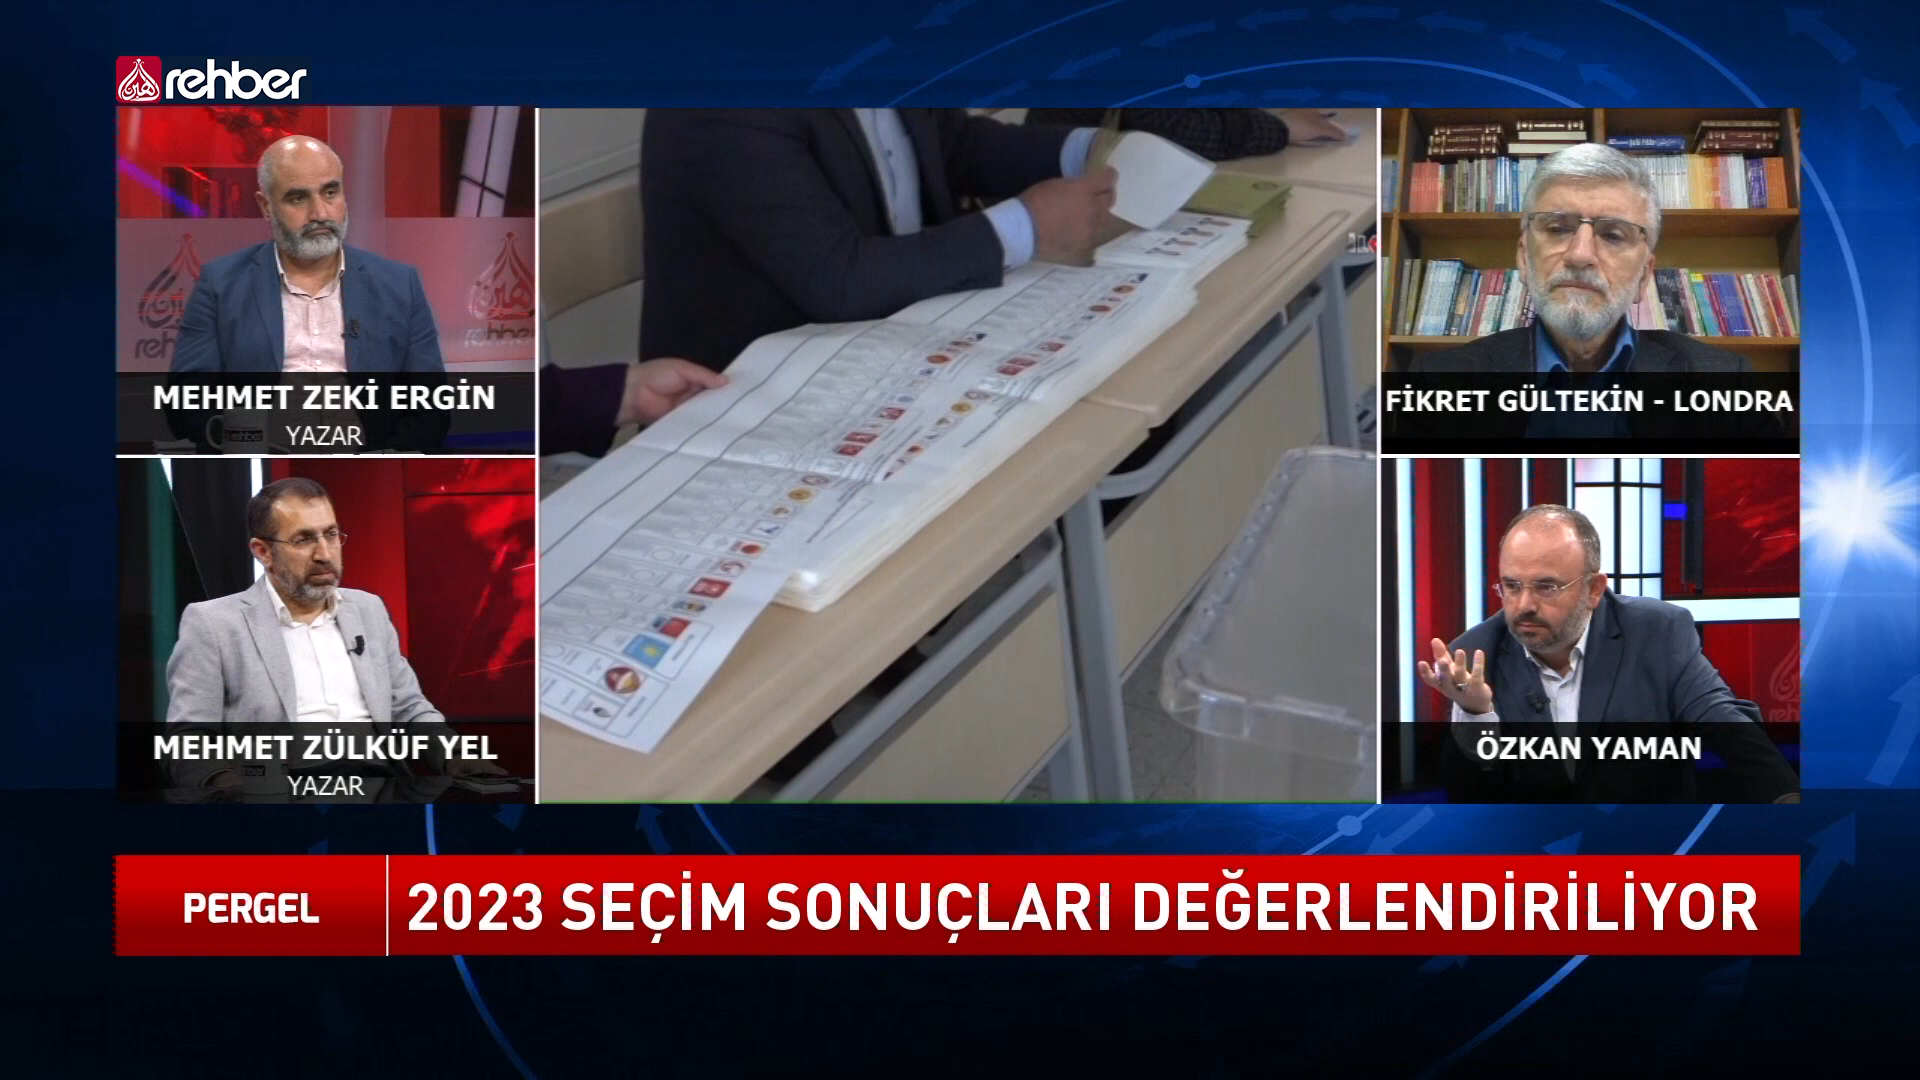 rehber
MEHMET ZEKİ ERGİN
YAZAR
FİKRET GÜLTEKİN - LONDRA
MEHMET ZÜLKÜF YEL
YAZAR
ÖZKAN YAMAN
PERGEL
2023 SEÇİM SONUÇLARI DEĞERLENDİRİLİYOR